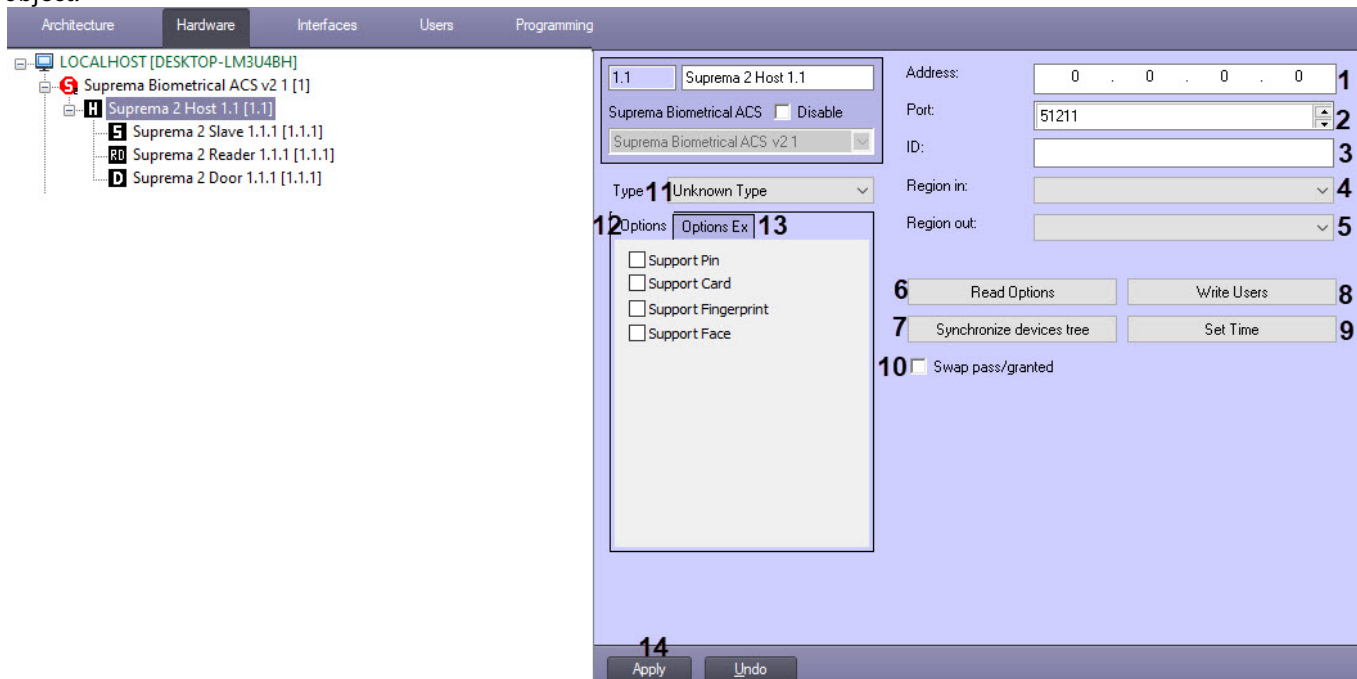 object.
Architecture Hardware Interfaces Users Programming
LOCALHOST [DESKTOP-LM3U4BH]
Suprema Biometrical ACS v2 1 [1]
H Suprema 2 Host 1.1 [1.1]
S Suprema 2 Slave 1.1.1 [1.1.1]
RD Suprema 2 Reader 1.1.1 [1.1.1]
D Suprema 2 Door 1.1.1 [1.1.1]
1.1 Suprema 2 Host 1.1
Suprema Biometrical ACS Disable
Suprema Biometrical ACS v2 1
Type 11 Unknown Type
12 Options Options Ex 13
Support Pin
Support Card
Support Fingerprint
Support Face
Address: 0 . 0 . 0 . 0 1
Port: 51211 2
ID: 3
Region in: 4
Region out: 5
6 Read Options Write Users 8
7 Synchronize devices tree Set Time 9
10 Swap pass/granted
14
Apply Undo